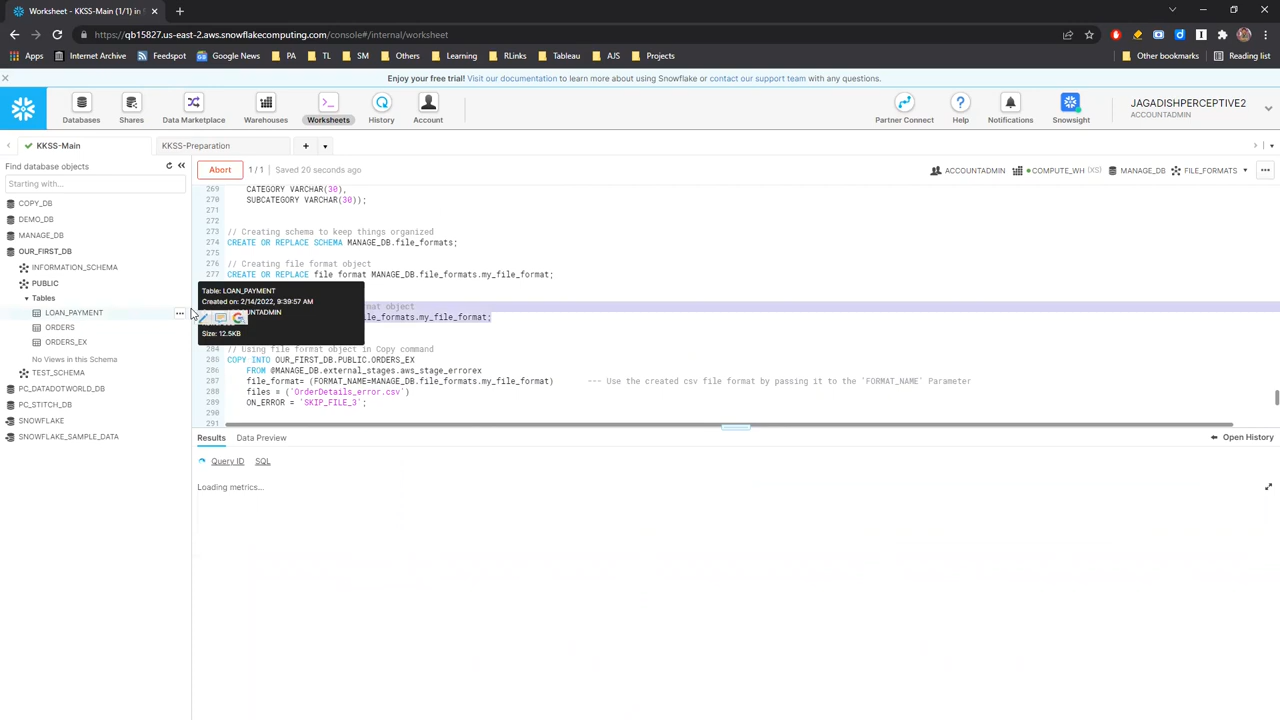 Worksheet - KKSS-Main (1/1) in
https://qb15827.us-east-2.aws.snowflakecomputing.com/console#/internal/worksheet
Apps
Internet Archive
Feedspot
Google News
PA
TL
SM
Others
Learning
RLinks
Tableau
AJS
Projects
Other bookmarks
Reading list
Enjoy your free trial! Visit our documentation to learn more about using Snowflake or contact our support team with any questions.
Databases
Shares
Data Marketplace
Warehouses
Worksheets
History
Account
Partner Connect
Help
Notifications
Snowsight
JAGADISHPERCEPTIVE2
ACCOUNTADMIN
KKSS-Main
KKSS-Preparation
Find database objects
Starting with...
COPY_DB
DEMO_DB
MANAGE_DB
OUR_FIRST_DB
INFORMATION_SCHEMA
PUBLIC
Tables
LOAN_PAYMENT
ORDERS
ORDERS_EX
No Views in this Schema
TEST_SCHEMA
PC_DATADOTWORLD_DB
PC_STITCH_DB
SNOWFLAKE
SNOWFLAKE_SAMPLE_DATA
Abort
1 / 1
Saved 20 seconds ago
ACCOUNTADMIN
COMPUTE_WH (XS)
MANAGE_DB
FILE_FORMATS
269 CATEGORY VARCHAR(30),
270 SUBCATEGORY VARCHAR(30));
271
272
273 // Creating schema to keep things organized
274 CREATE OR REPLACE SCHEMA MANAGE_DB.file_formats;
275
276 // Creating file format object
277 CREATE OR REPLACE file format MANAGE_DB.file_formats.my_file_format;
Table: LOAN_PAYMENT
Created on: 2/14/2022, 9:39:57 AM
OUNTADMIN
Size: 12.5KB
mat object
ile_formats.my_file_format;
284 // Using file format object in Copy command
285 COPY INTO OUR_FIRST_DB.PUBLIC.ORDERS_EX
286 FROM @MANAGE_DB.external_stages.aws_stage_errorex
287 file_format= (FORMAT_NAME=MANAGE_DB.file_formats.my_file_format) --- Use the created csv file format by passing it to the 'FORMAT_NAME' Parameter
288 files = ('OrderDetails_error.csv')
289 ON_ERROR = 'SKIP_FILE_3';
290
291
Results
Data Preview
Open History
Query ID
SQL
Loading metrics...